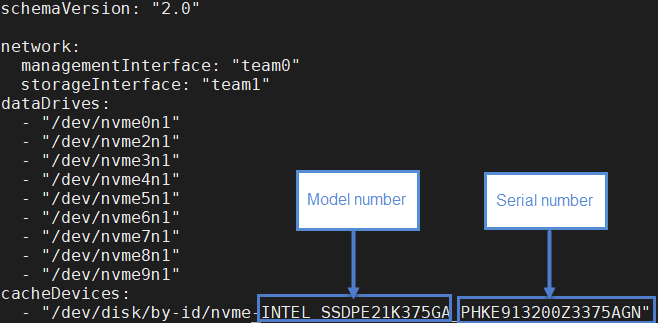 schemaVersion: "2.0"
network:
  managementInterface: "team0"
  storageInterface: "team1"
dataDrives:
  - "/dev/nvme0n1"
  - "/dev/nvme2n1"
  - "/dev/nvme3n1"
  - "/dev/nvme4n1"
  - "/dev/nvme5n1"
  - "/dev/nvme6n1"
  - "/dev/nvme7n1"
  - "/dev/nvme8n1"
  - "/dev/nvme9n1"
Model number
Serial number
cacheDevices:
  - "/dev/disk/by-id/nvme-INTEL_SSDPE21K375GA_PHKE913200Z3375AGN"